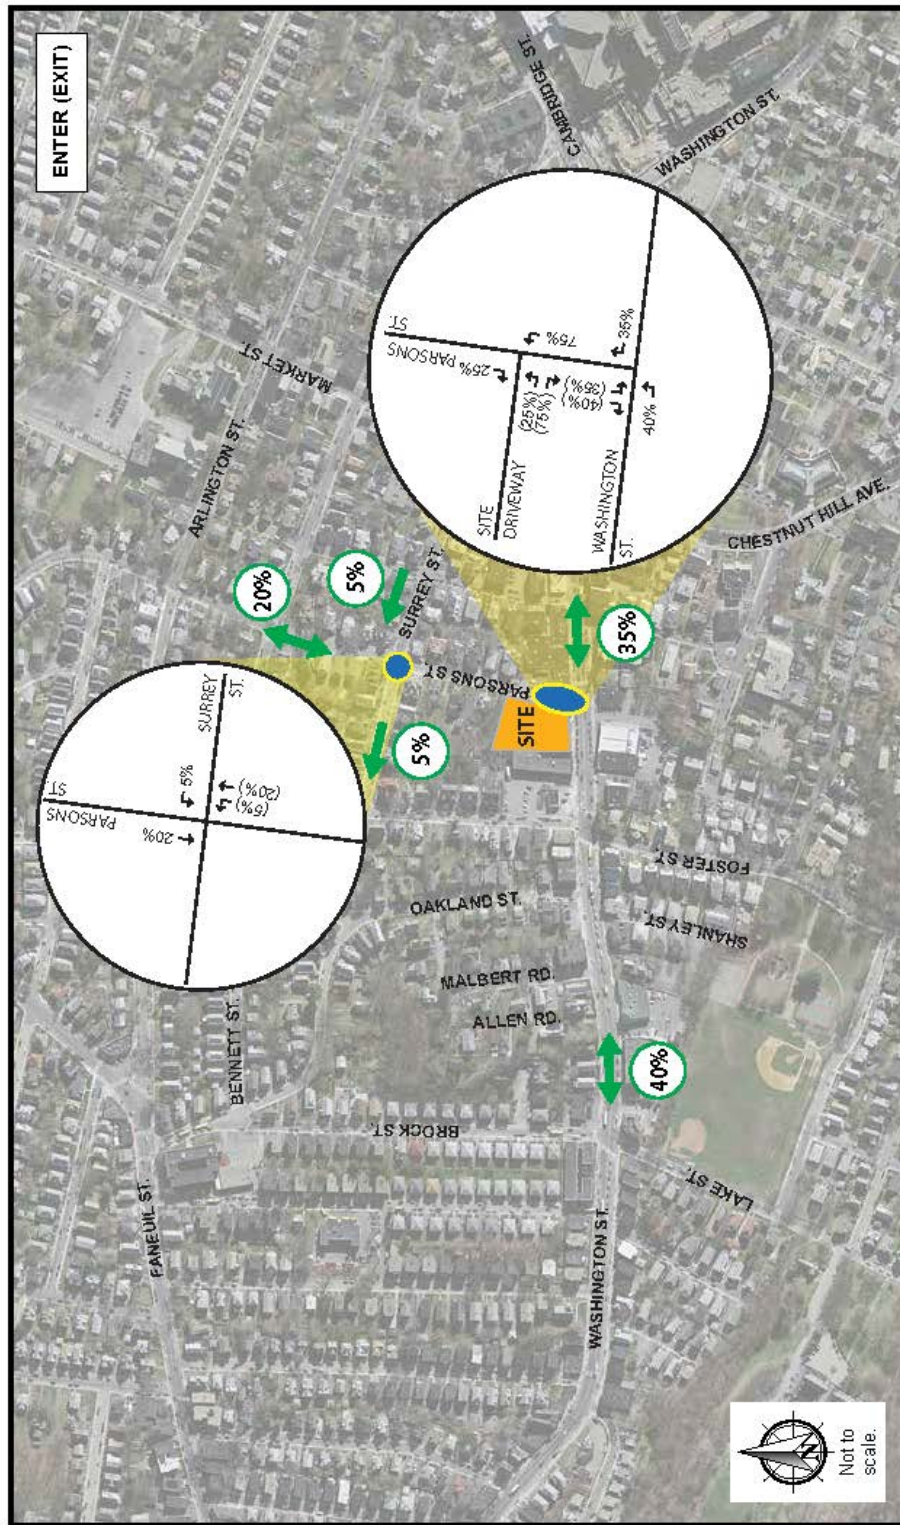 ENTER (EXIT)
CAMBRIDGE ST.
WASHINGTON ST.
MARKET ST.
ARLINGTON ST.
SURREY ST.
PARSONS ST.
CHESTNUT HILL AVE.
SITE
20%
5%
5%
35%
40%
PARSONS
ST.
SURREY
ST.
20%
5%
(5%)
(20%)
PARSONS
ST.
25%
75%
SITE
DRIVEWAY
(25%)
(75%)
(40%)
(35%)
35%
40%
WASHINGTON
ST.
OAKLAND ST.
MALBERT RD.
ALLEN RD.
BENNETT ST.
BROCK ST.
FANEUIL ST.
FOSTER ST.
SHANLEY ST.
LAKE ST.
WASHINGTON ST.
N
Not to
scale.